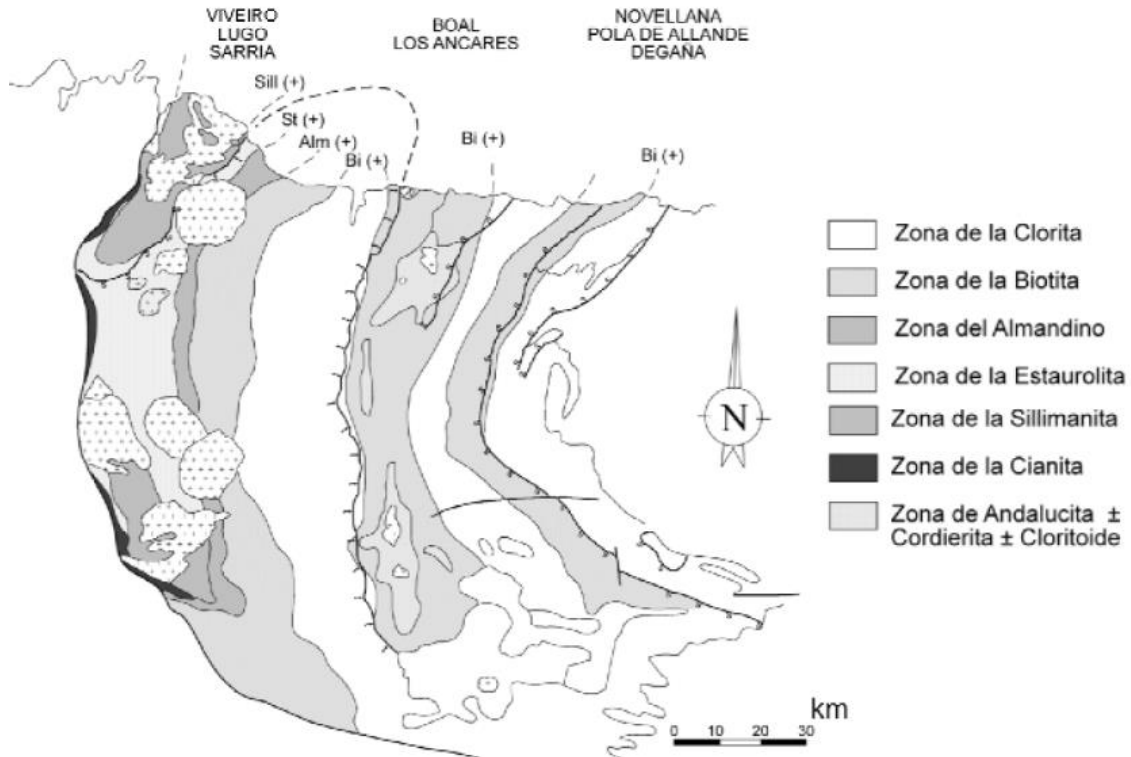 VIVEIRO
LUGO
SARRIA
BOAL
LOS ANCARES
NOVELLANA
POLA DE ALLANDE
DEGAÑA
Sill (+)
St (+)
Alm (+)
Bi (+)
Bi (+)
Bi (+)
Zona de la Clorita
Zona de la Biotita
Zona del Almandino
Zona de la Estaurolita
Zona de la Sillimanita
Zona de la Cianita
Zona de Andalucita ±
Cordierita ± Cloritoide
N
km
0 10 20 30